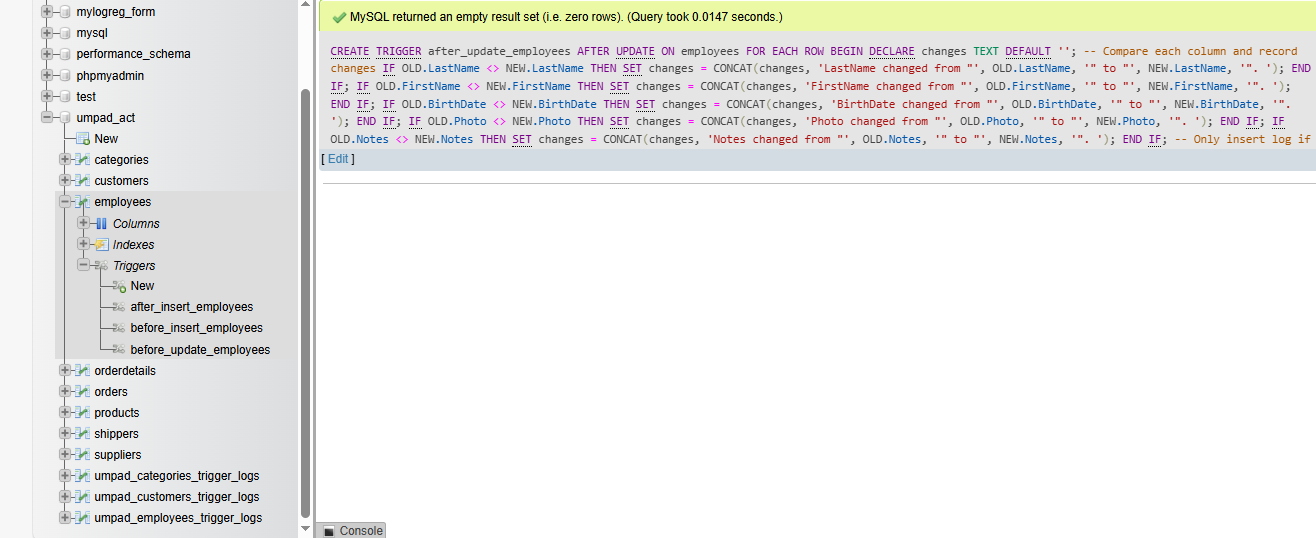 mylogreg_form
mysql
performance_schema
phpmyadmin
test
umpad_act
New
categories
customers
employees
Columns
Indexes
Triggers
New
after_insert_employees
before_insert_employees
before_update_employees
orderdetails
orders
products
shippers
suppliers
umpad_categories_trigger_logs
umpad_customers_trigger_logs
umpad_employees_trigger_logs
MySQL returned an empty result set (i.e. zero rows). (Query took 0.0147 seconds.)
CREATE TRIGGER after_update_employees AFTER UPDATE ON employees FOR EACH ROW BEGIN DECLARE changes TEXT DEFAULT ''; -- Compare each column and record
changes IF OLD.LastName <> NEW.LastName THEN SET changes = CONCAT(changes, 'LastName changed from "', OLD.LastName, '" to "', NEW.LastName, '". '); END
IF; IF OLD.FirstName <> NEW.FirstName THEN SET changes = CONCAT(changes, 'FirstName changed from "', OLD.FirstName, '" to "', NEW.FirstName, '". ');
END IF; IF OLD.BirthDate <> NEW.BirthDate THEN SET changes = CONCAT(changes, 'BirthDate changed from "', OLD.BirthDate, '" to "', NEW.BirthDate, '".
'); END IF; IF OLD.Photo <> NEW.Photo THEN SET changes = CONCAT(changes, 'Photo changed from "', OLD.Photo, '" to "', NEW.Photo, '". '); END IF; IF
OLD.Notes <> NEW.Notes THEN SET changes = CONCAT(changes, 'Notes changed from "', OLD.Notes, '" to "', NEW.Notes, '". '); END IF; -- Only insert log if
[ Edit ]
Console